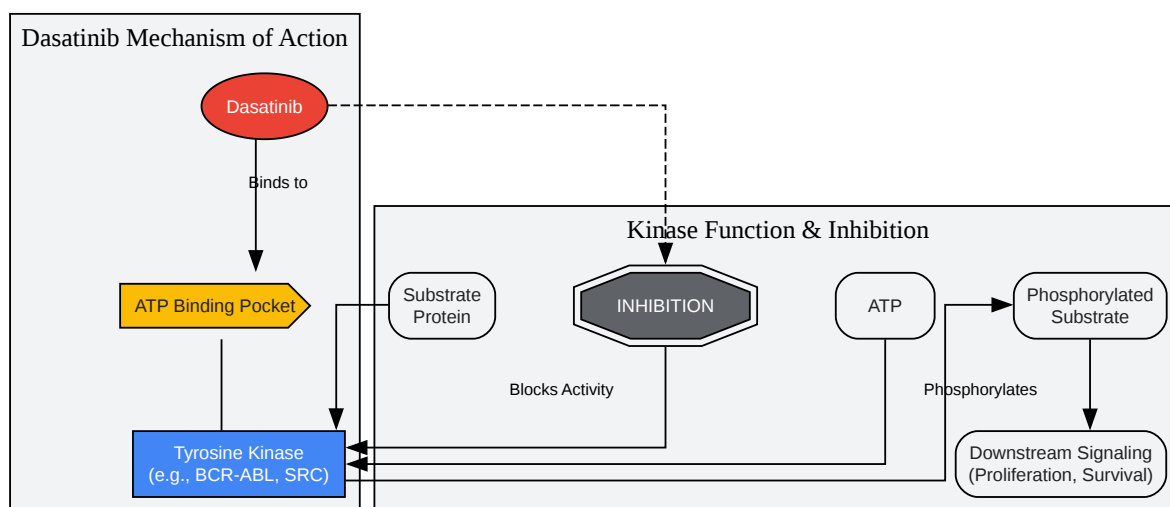 Dasatinib Mechanism of Action
Dasatinib
Binds to
ATP Binding Pocket
Tyrosine Kinase
(e.g., BCR-ABL, SRC)
Kinase Function & Inhibition
Substrate
Protein
INHIBITION
ATP
Phosphorylated
Substrate
Blocks Activity
Phosphorylates
Downstream Signaling
(Proliferation, Survival)